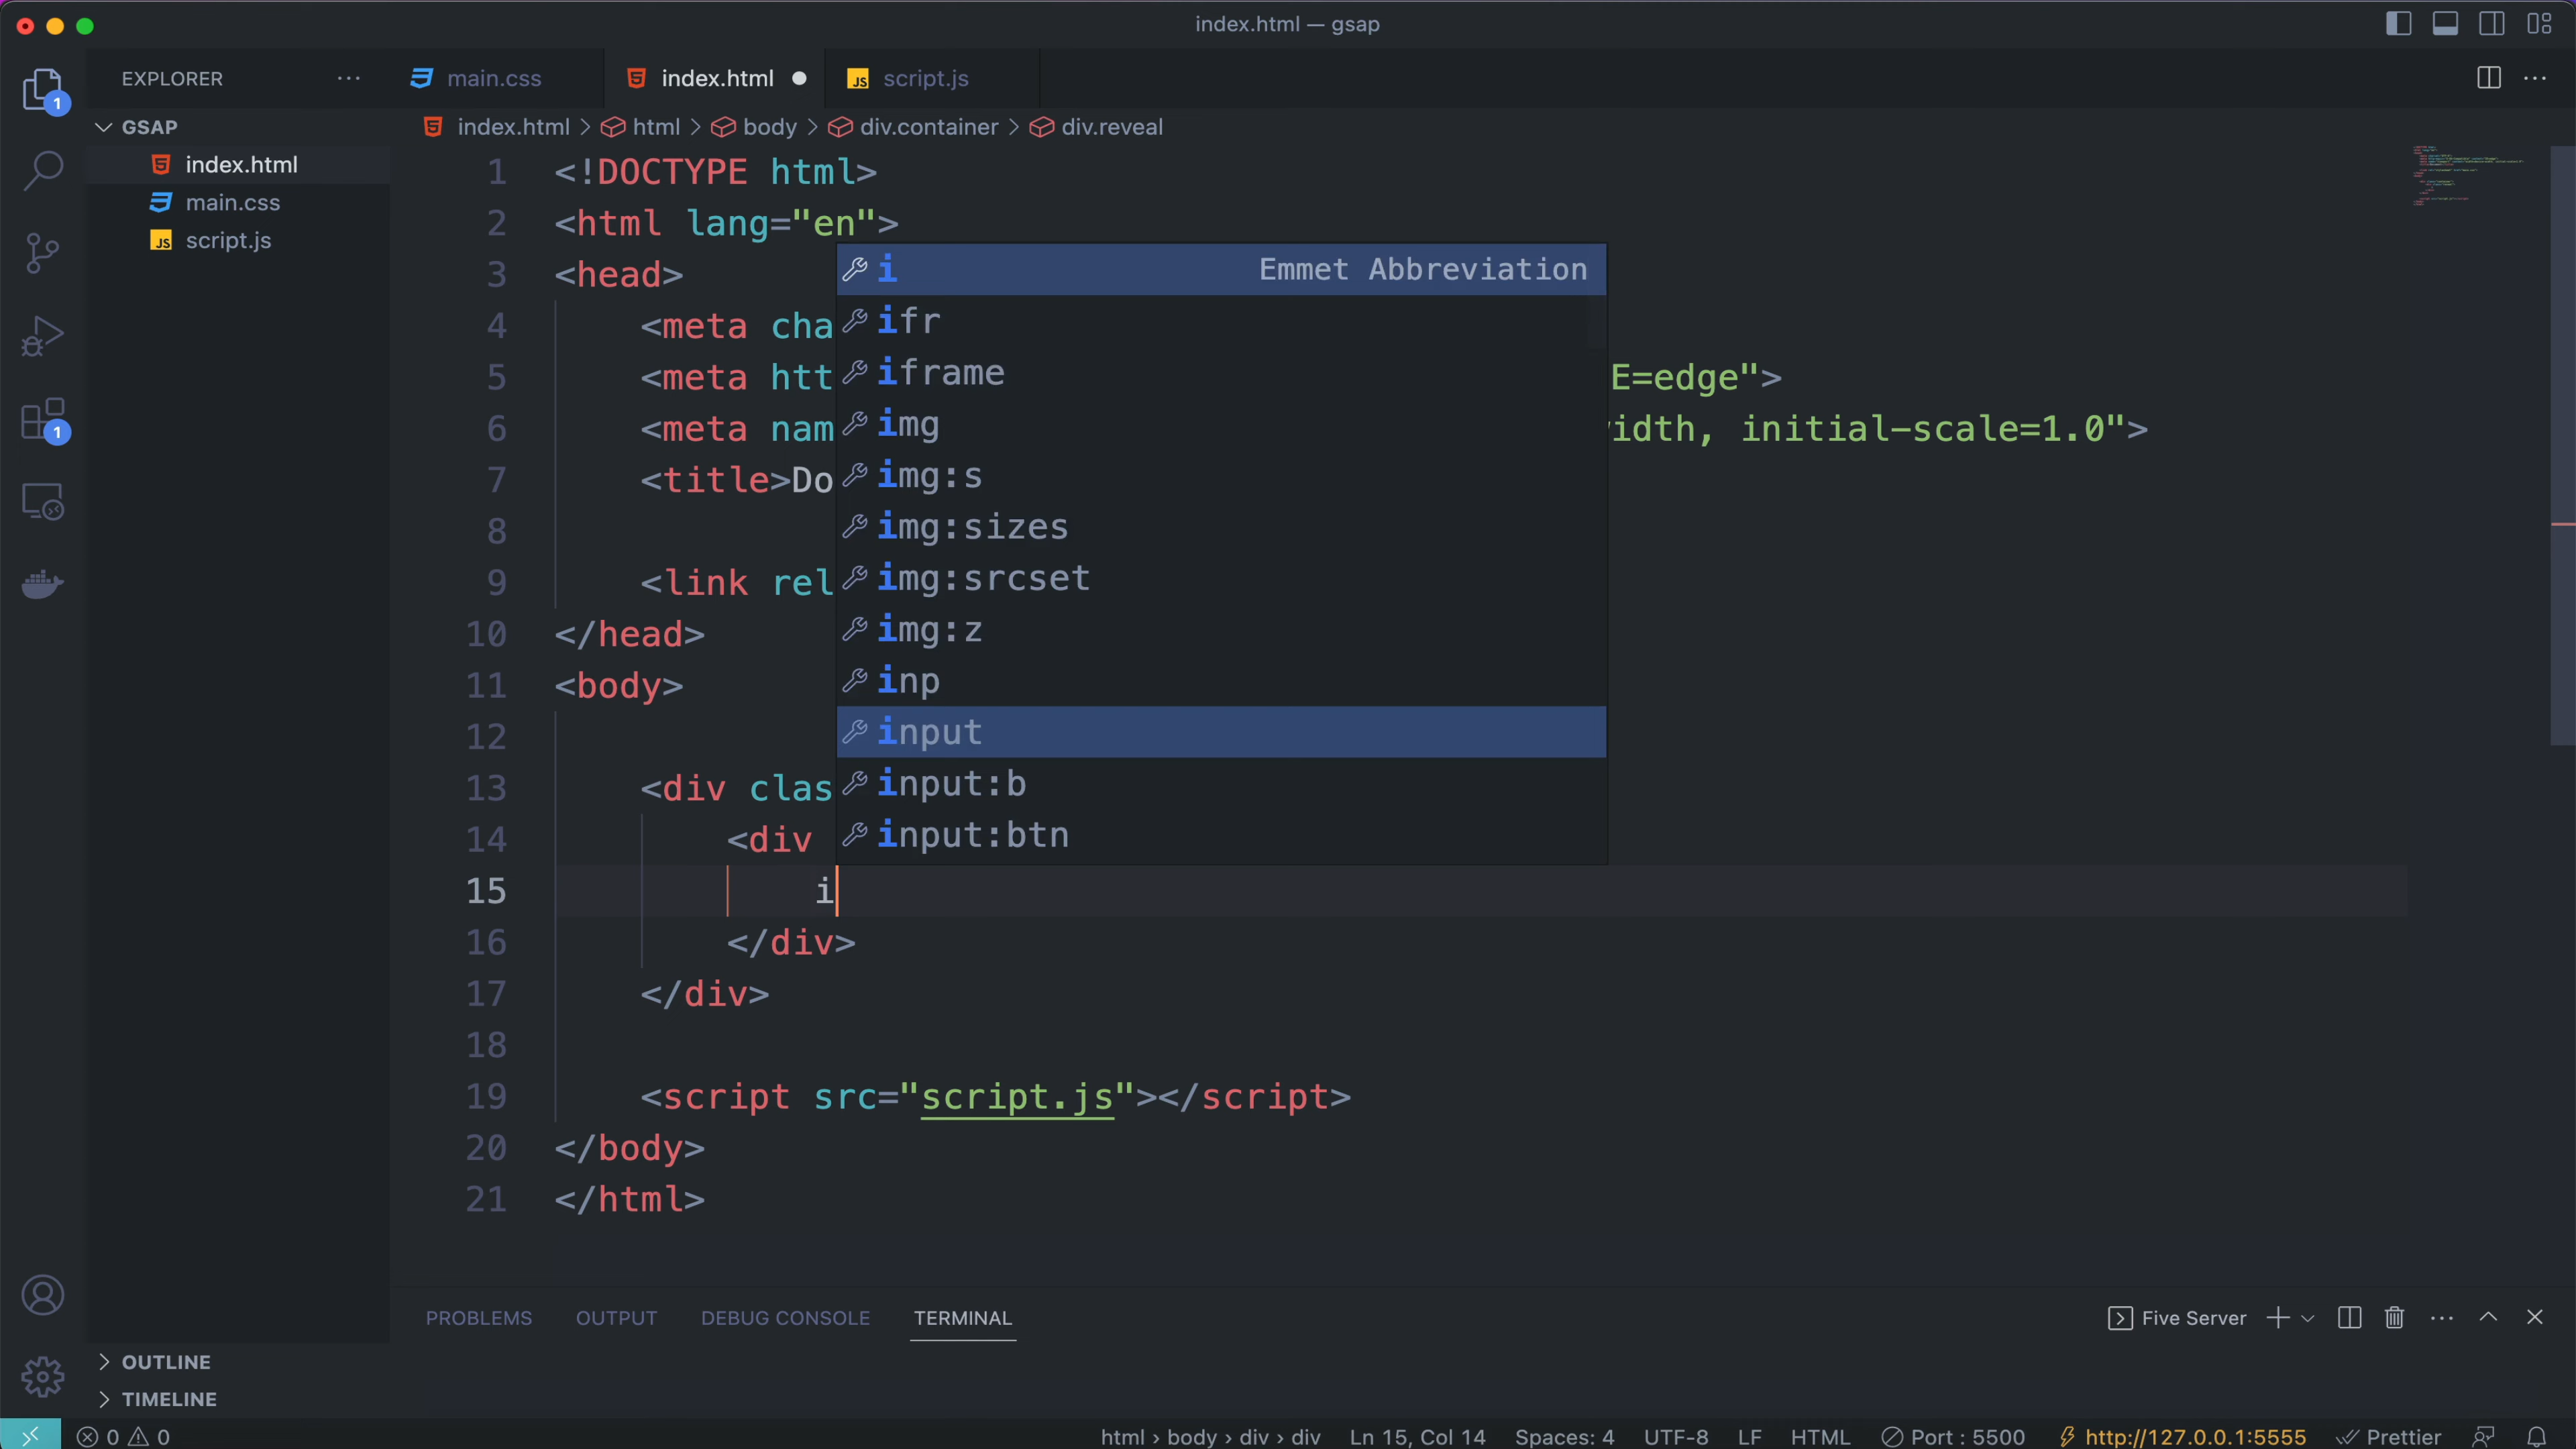 index.html — gsap
EXPLORER
main.css
index.html
script.js
1
GSAP
index.html > html > body > div.container > div.reveal
index.html
main.css
script.js
1
1 <!DOCTYPE html>
2 <html lang="en">
3 <head>
4 <meta cha
5 <meta htt E=edge">
6 <meta nam idth, initial-scale=1.0">
7 <title>Do
8
9 <link rel
10 </head>
11 <body>
12
13 <div clas
14 <div
15 i
16 </div>
17 </div>
18
19 <script src="script.js"></script>
20 </body>
21 </html>
i Emmet Abbreviation
ifr
iframe
img
img:s
img:sizes
img:srcset
img:z
inp
input
input:b
input:btn
PROBLEMS OUTPUT DEBUG CONSOLE TERMINAL
Five Server
OUTLINE
TIMELINE
0 0
html › body › div › div Ln 15, Col 14 Spaces: 4 UTF-8 LF HTML Port : 5500 http://127.0.0.1:5555 Prettier